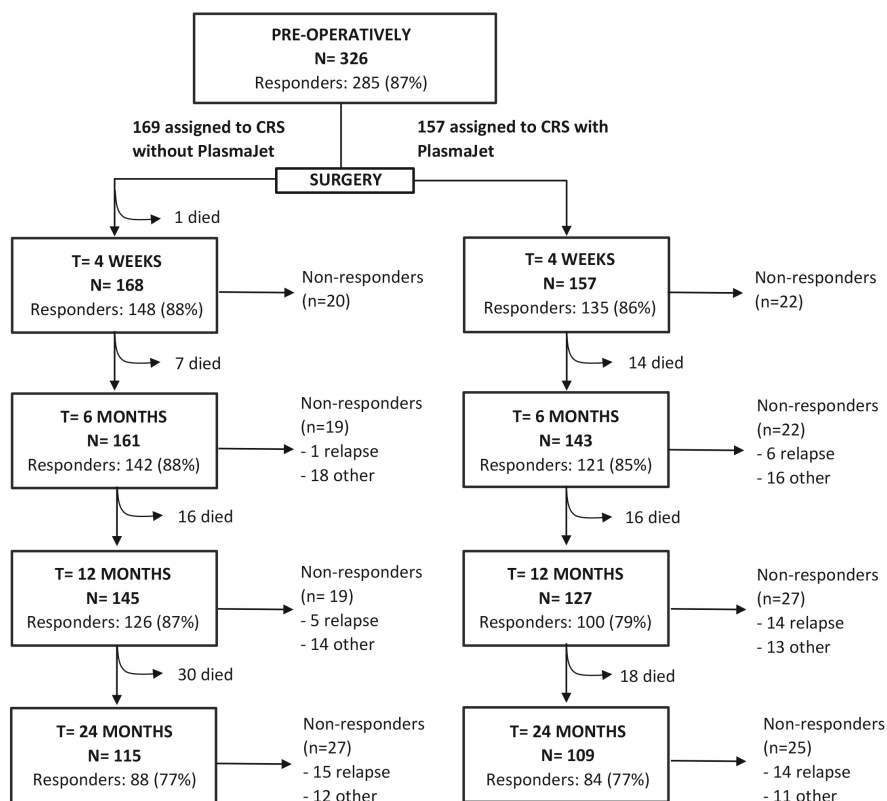 PRE-OPERATIVELY
N= 326
Responders: 285 (87%)
169 assigned to CRS
without PlasmaJet
157 assigned to CRS with
PlasmaJet
SURGERY
1 died
T= 4 WEEKS
N= 168
Responders: 148 (88%)
Non-responders
(n=20)
T= 4 WEEKS
N= 157
Responders: 135 (86%)
Non-responders
(n=22)
7 died
14 died
T= 6 MONTHS
N= 161
Responders: 142 (88%)
Non-responders
(n=19)
- 1 relapse
- 18 other
T= 6 MONTHS
N= 143
Responders: 121 (85%)
Non-responders
(n=22)
- 6 relapse
- 16 other
16 died
16 died
T= 12 MONTHS
N= 145
Responders: 126 (87%)
Non-responders
(n= 19)
- 5 relapse
- 14 other
T= 12 MONTHS
N= 127
Responders: 100 (79%)
Non-responders
(n=27)
- 14 relapse
- 13 other
30 died
18 died
T= 24 MONTHS
N= 115
Responders: 88 (77%)
Non-responders
(n=27)
- 15 relapse
- 12 other
T= 24 MONTHS
N= 109
Responders: 84 (77%)
Non-responders
(n=25)
- 14 relapse
- 11 other